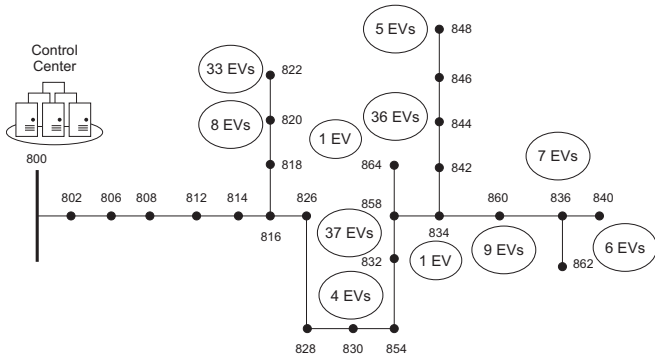 Control
Center
800
802
806
808
812
814
816
818
820
822
33 EVs
8 EVs
826
828
830
854
4 EVs
832
37 EVs
858
864
1 EV
834
1 EV
842
844
846
848
36 EVs
5 EVs
860
9 EVs
836
7 EVs
840
6 EVs
862